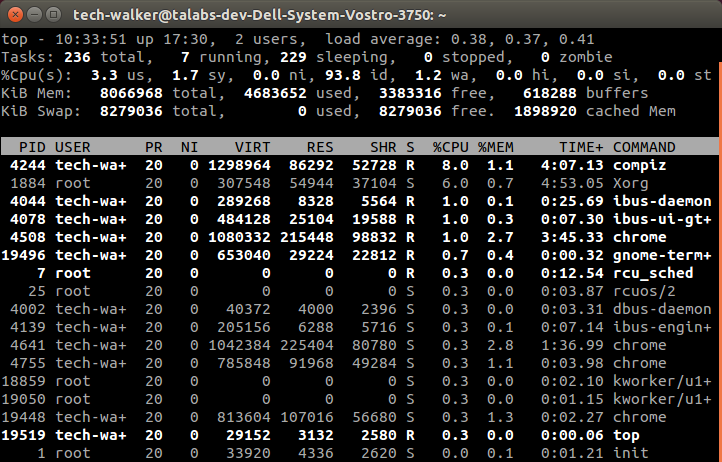 tech-walker@talabs-dev-Dell-System-Vostro-3750: ~
top - 10:33:51 up 17:30,  2 users,  load average: 0.38, 0.37, 0.41
Tasks: 236 total,   7 running, 229 sleeping,   0 stopped,   0 zombie
%Cpu(s):  3.3 us,  1.7 sy,  0.0 ni, 93.8 id,  1.2 wa,  0.0 hi,  0.0 si,  0.0 st
KiB Mem:   8066968 total,  4683652 used,  3383316 free,   618288 buffers
KiB Swap:  8279036 total,        0 used,  8279036 free.  1898920 cached Mem
  PID USER      PR  NI    VIRT    RES    SHR S  %CPU %MEM     TIME+ COMMAND
 4244 tech-wa+  20   0 1298964  86292  52728 R   8.0  1.1   4:07.13 compiz
 1884 root      20   0  307548  54944  37104 S   6.0  0.7   4:53.05 Xorg
 4044 tech-wa+  20   0  289268   8328   5564 R   1.0  0.1   0:25.69 ibus-daemon
 4078 tech-wa+  20   0  484128  25104  19588 R   1.0  0.3   0:07.30 ibus-ui-gt+
 4508 tech-wa+  20   0 1080332 215448  98832 R   1.0  2.7   3:45.33 chrome
19496 tech-wa+  20   0  653040  29224  22812 R   0.7  0.4   0:00.32 gnome-term+
    7 root      20   0       0      0      0 R   0.3  0.0   0:12.54 rcu_sched
   25 root      20   0       0      0      0 S   0.3  0.0   0:03.87 rcuos/2
 4002 tech-wa+  20   0   40372   4000   2396 S   0.3  0.0   0:03.31 dbus-daemon
 4139 tech-wa+  20   0  205156   6288   5716 S   0.3  0.1   0:07.14 ibus-engin+
 4641 tech-wa+  20   0 1042384 225404  80780 S   0.3  2.8   1:36.99 chrome
 4755 tech-wa+  20   0  785848  91968  49284 S   0.3  1.1   0:03.98 chrome
18859 root      20   0       0      0      0 S   0.3  0.0   0:02.10 kworker/u1+
19050 root      20   0       0      0      0 S   0.3  0.0   0:01.15 kworker/u1+
19448 tech-wa+  20   0  813604 107016  56680 S   0.3  1.3   0:02.27 chrome
19519 tech-wa+  20   0   29152   3132   2580 R   0.3  0.0   0:00.06 top
    1 root      20   0   33920   4336   2620 S   0.0  0.1   0:01.21 init